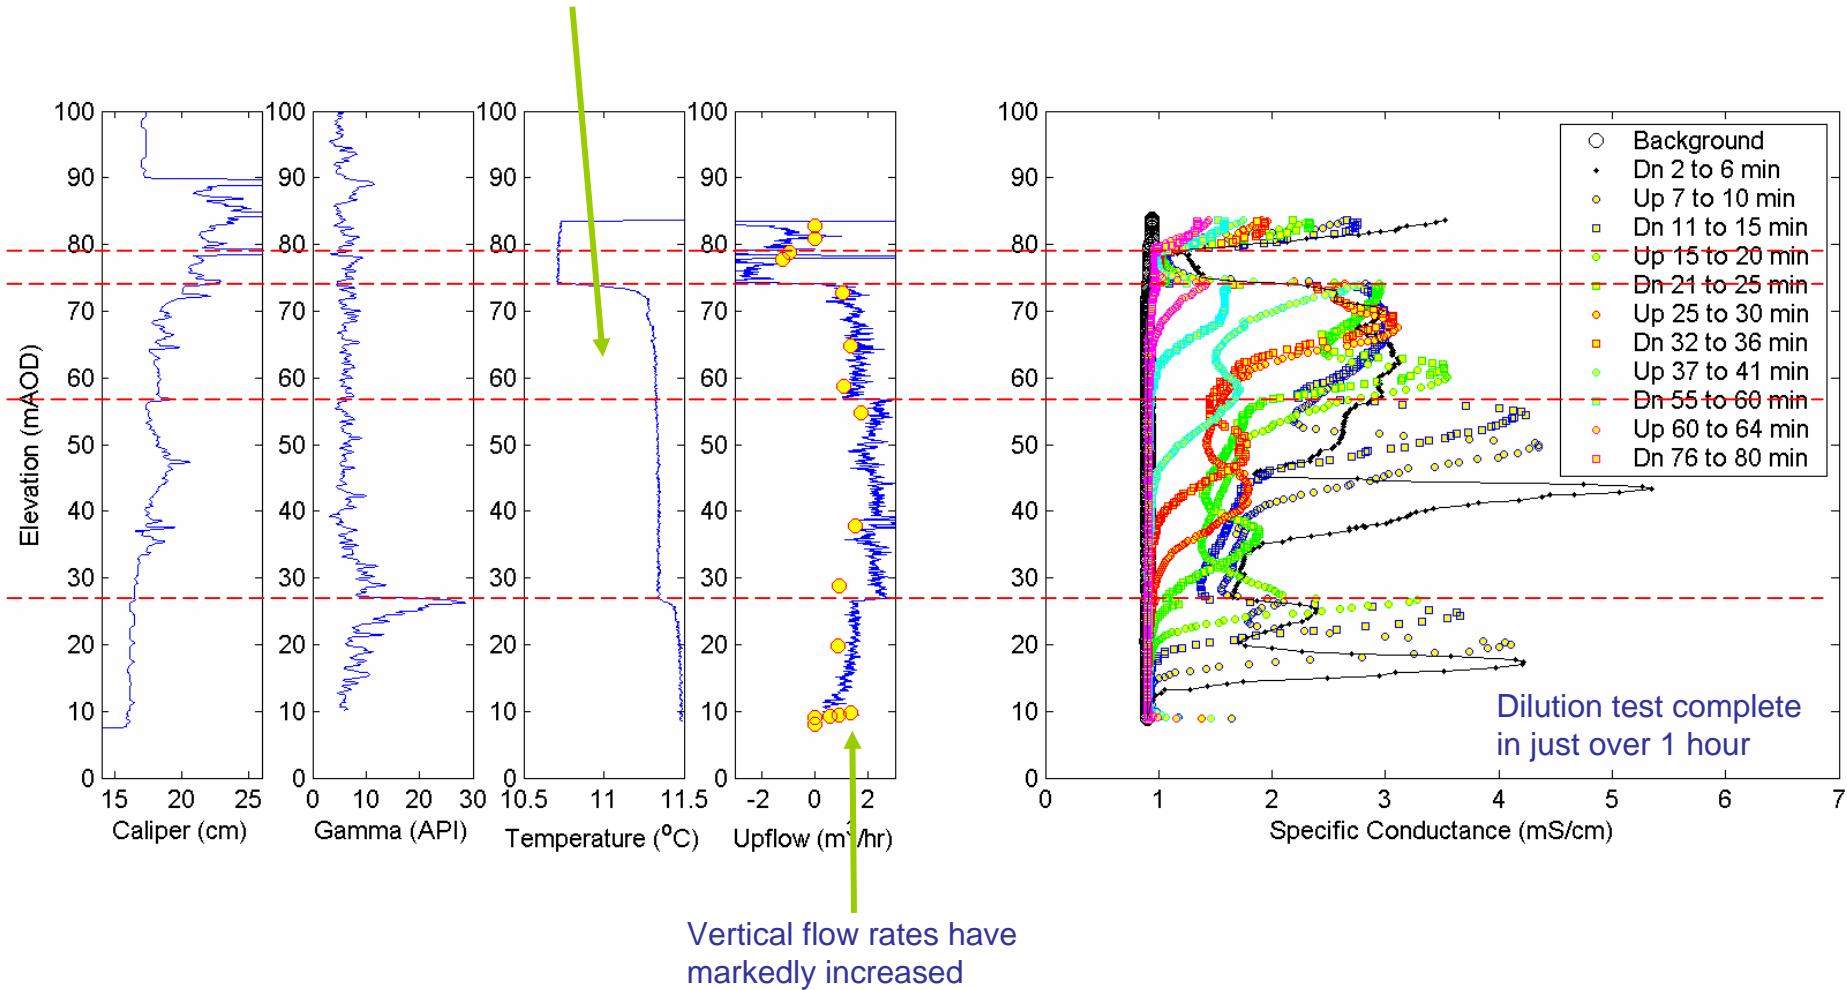 100
90
80
70
60
50
40
30
20
10
0
Elevation (mAOD)
15 20 25
Caliper (cm)
100
90
80
70
60
50
40
30
20
10
0
0 10 20 30
Gamma (API)
100
90
80
70
60
50
40
30
20
10
0
10.5 11 11.5
Temperature (°C)
100
90
80
70
60
50
40
30
20
10
0
-2 0 2
Upflow (m³/hr)
100
90
80
70
60
50
40
30
20
10
0
0 1 2 3 4 5 6 7
Specific Conductance (mS/cm)
Background
Dn 2 to 6 min
Up 7 to 10 min
Dn 11 to 15 min
Up 15 to 20 min
Dn 21 to 25 min
Up 25 to 30 min
Dn 32 to 36 min
Up 37 to 41 min
Dn 55 to 60 min
Up 60 to 64 min
Dn 76 to 80 min
Dilution test complete
in just over 1 hour
Vertical flow rates have
markedly increased